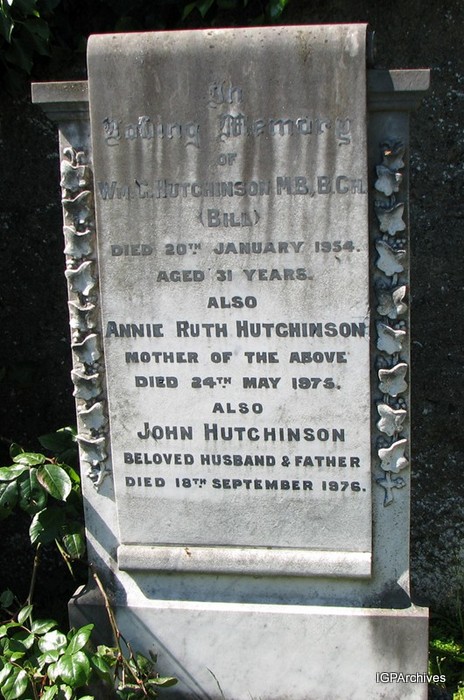 In
Loving Memory
OF
HUTCHINSON M.B., B.CH.
(BILL)
DIED 20TH JANUARY 1954.
AGED 31 YEARS.
ALSO
ANNIE RUTH HUTCHINSON
MOTHER OF THE ABOVE
DIED 24TH MAY 1975.
ALSO
JOHN HUTCHINSON
BELOVED HUSBAND & FATHER
DIED 18TH SEPTEMBER 1976.
IGPArchives